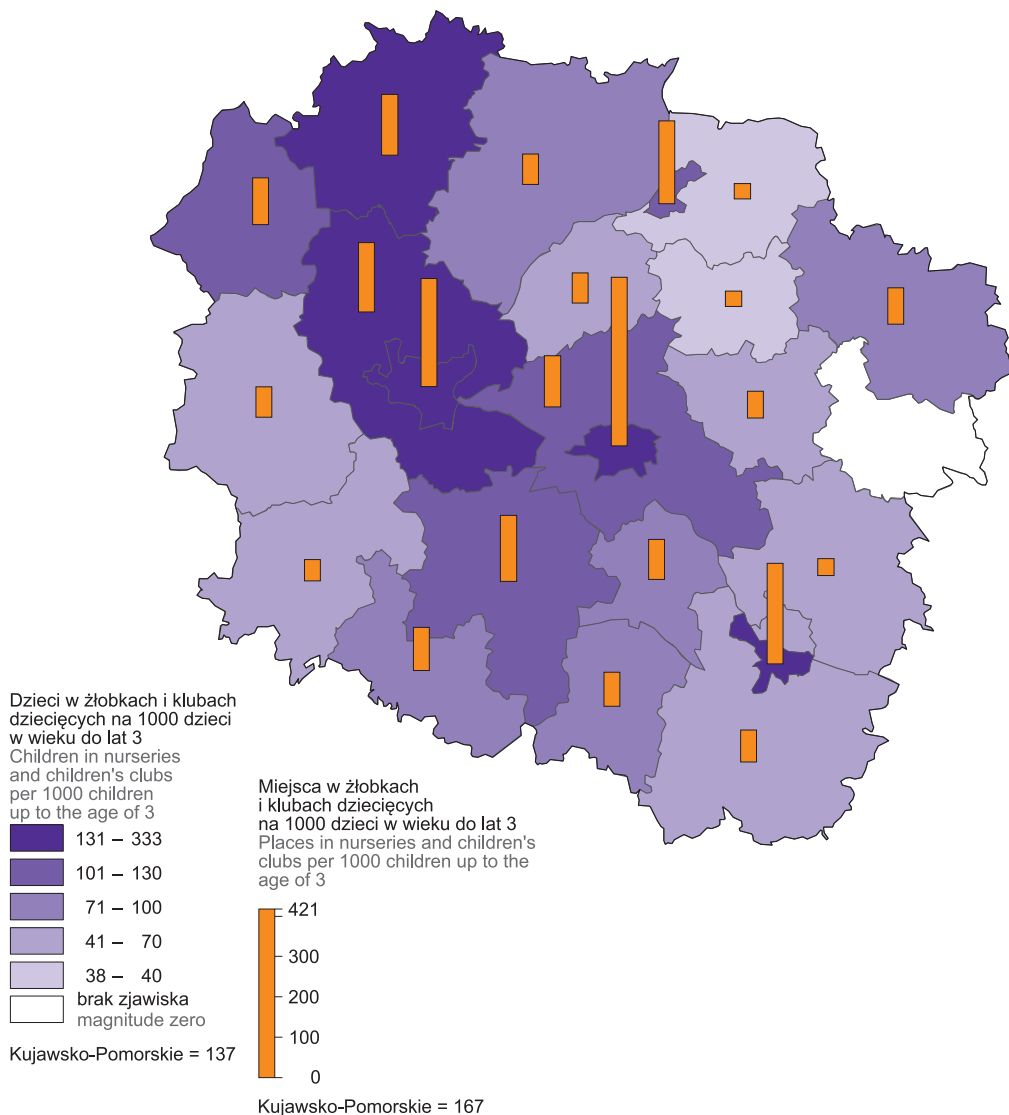 Dzieci w żłobkach i klubach
dziecięcych na 1000 dzieci
w wieku do lat 3
Children in nurseries
and children's clubs
per 1000 children
up to the age of 3
131 – 333
101 – 130
71 – 100
41 – 70
38 – 40
brak zjawiska
magnitude zero
Kujawsko-Pomorskie = 137
Miejsca w żłobkach
i klubach dziecięcych
na 1000 dzieci w wieku do lat 3
Places in nurseries and children's
clubs per 1000 children up to the
age of 3
421
300
200
100
0
Kujawsko-Pomorskie = 167